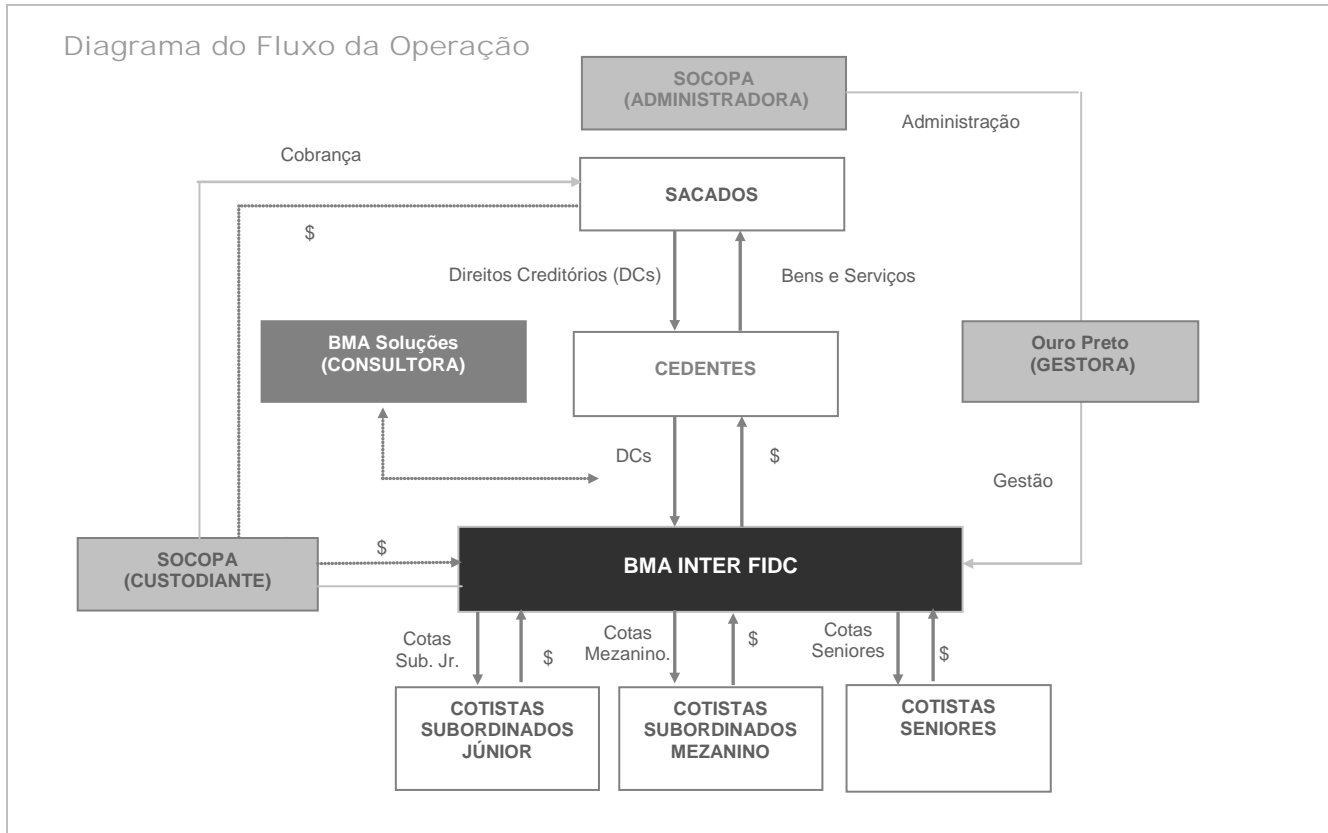 Diagrama do Fluxo da Operação
SOCOPA
(ADMINISTRADORA)
Administração
Cobrança
SACADOS
$
Direitos Creditórios (DCs)
Bens e Serviços
BMA Soluções
(CONSULTORA)
CEDENTES
Ouro Preto
(GESTORA)
DCs
$
Gestão
SOCOPA
(CUSTODIANTE)
$
BMA INTER FIDC
Cotas
Sub. Jr.
$
Cotas
Mezanino.
$
Cotas
Seniores
$
COTISTAS
SUBORDINADOS
JÚNIOR
COTISTAS
SUBORDINADOS
MEZANINO
COTISTAS
SENIORES